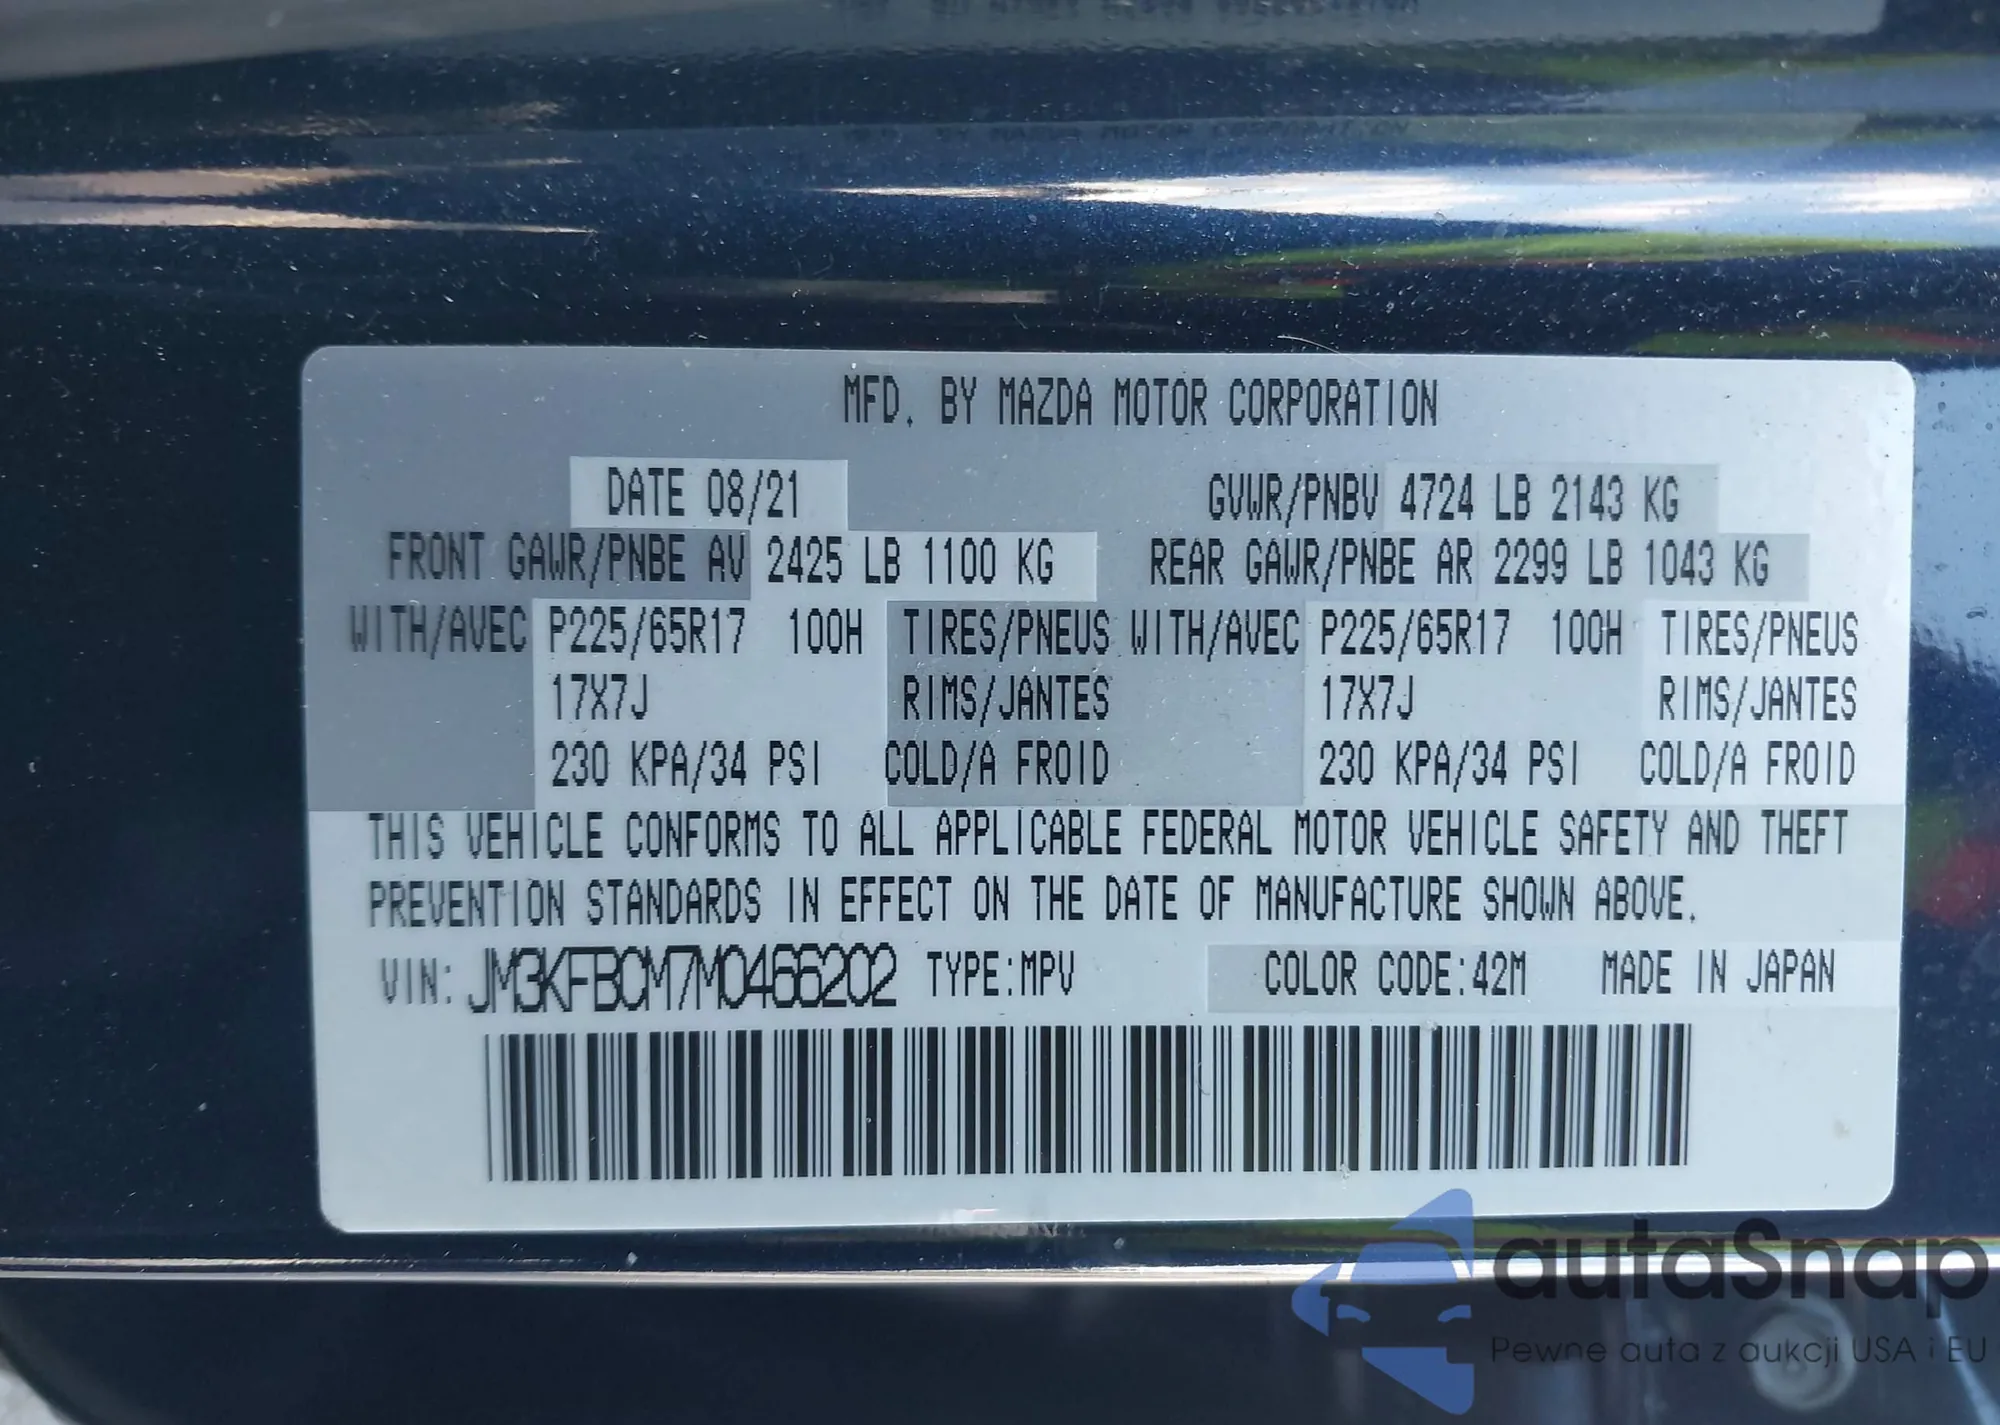 MFD. BY MAZDA MOTOR CORPORATION
DATE 08/21 GVWR/PNBV 4724 LB 2143 KG
FRONT GAWR/PNBE AV 2425 LB 1100 KG REAR GAWR/PNBE AR 2299 LB 1043 KG
WITH/AVEC P225/65R17 100H TIRES/PNEUS WITH/AVEC P225/65R17 100H TIRES/PNEUS
17X7J RIMS/JANTES 17X7J RIMS/JANTES
230 KPA/34 PSI COLD/A FROID 230 KPA/34 PSI COLD/A FROID
THIS VEHICLE CONFORMS TO ALL APPLICABLE FEDERAL MOTOR VEHICLE SAFETY AND THEFT
PREVENTION STANDARDS IN EFFECT ON THE DATE OF MANUFACTURE SHOWN ABOVE.
VIN: JM3KFBCM7M0466202 TYPE:MPV COLOR CODE:42M MADE IN JAPAN
autaSnap
Pewne auta z aukcji USA i EU